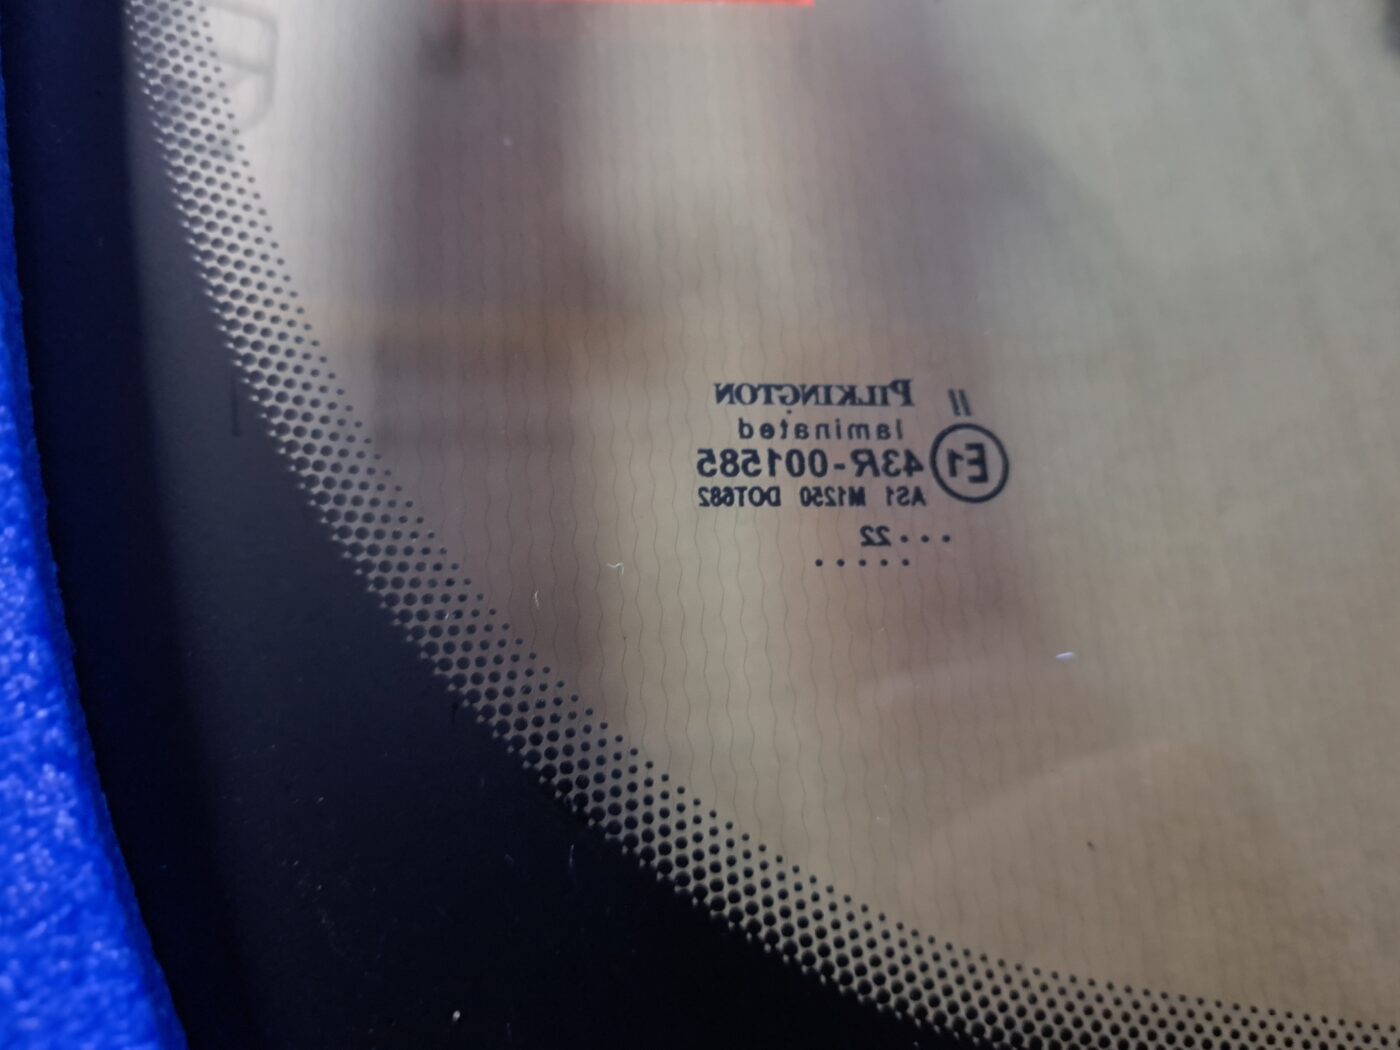 // PILKINGTON
laminated
E1 43R-001585
AS1 M1250 DOT682
. . . 22
. . . . .